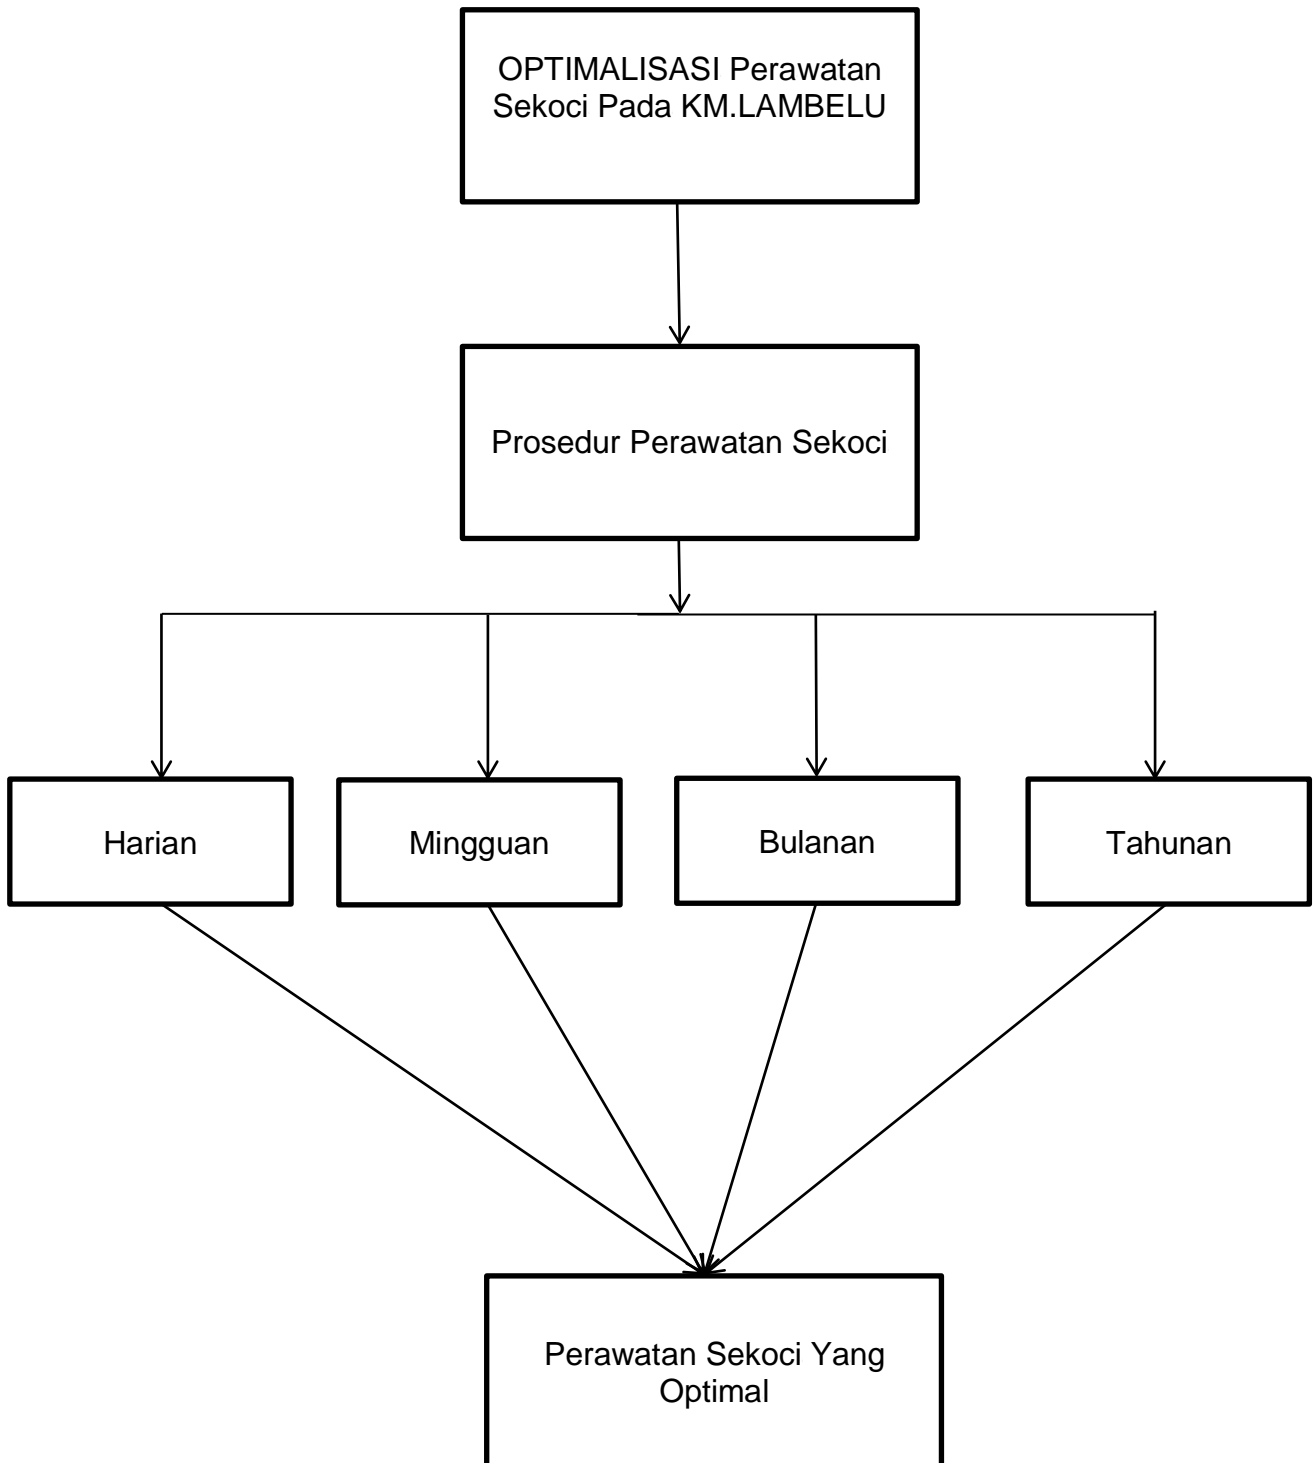 OPTIMALISASI Perawatan
Sekoci Pada KM.LAMBELU
Prosedur Perawatan Sekoci
Harian
Mingguan
Bulanan
Tahunan
Perawatan Sekoci Yang
Optimal